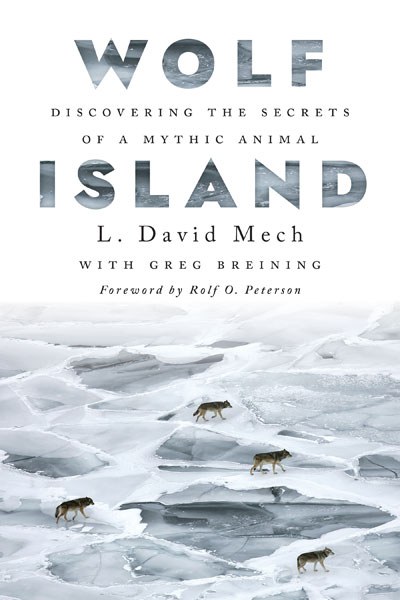 WOLF
DISCOVERING THE SECRETS
OF A MYTHIC ANIMAL
ISLAND
L. David Mech
WITH GREG BREINING
Foreword by Rolf O. Peterson